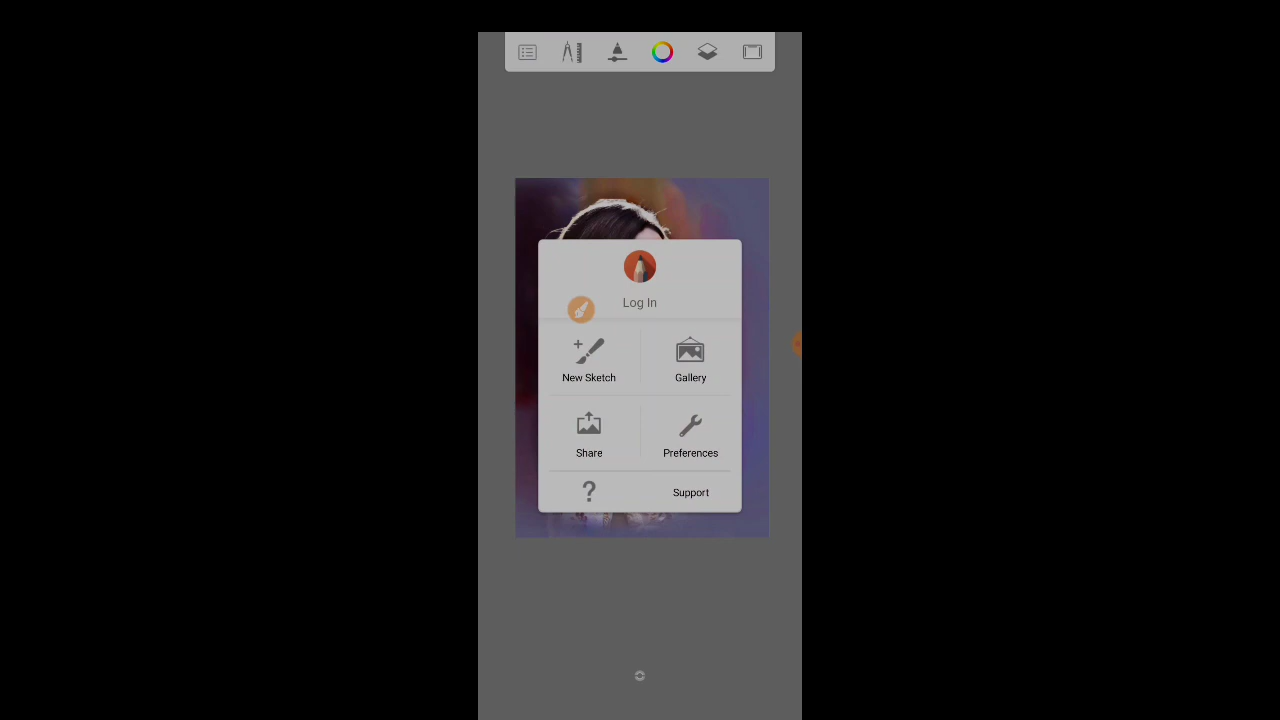 Log In
New Sketch
Gallery
Share
Preferences
?
Support